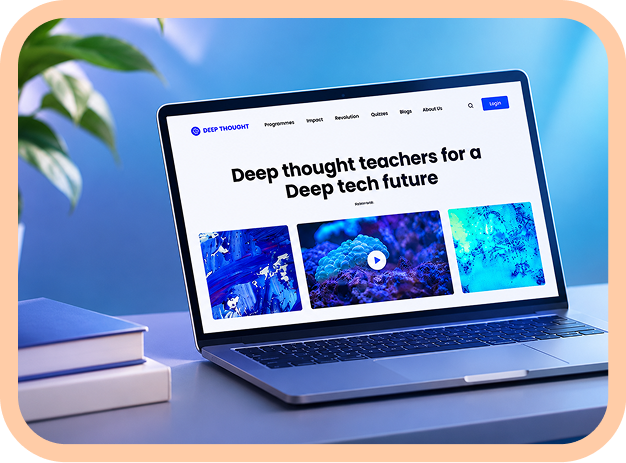 DEEP THOUGHT
Programmes
Impact
Revolution
Quizzes
Blogs
About Us
Login
Deep thought teachers for a
Deep tech future